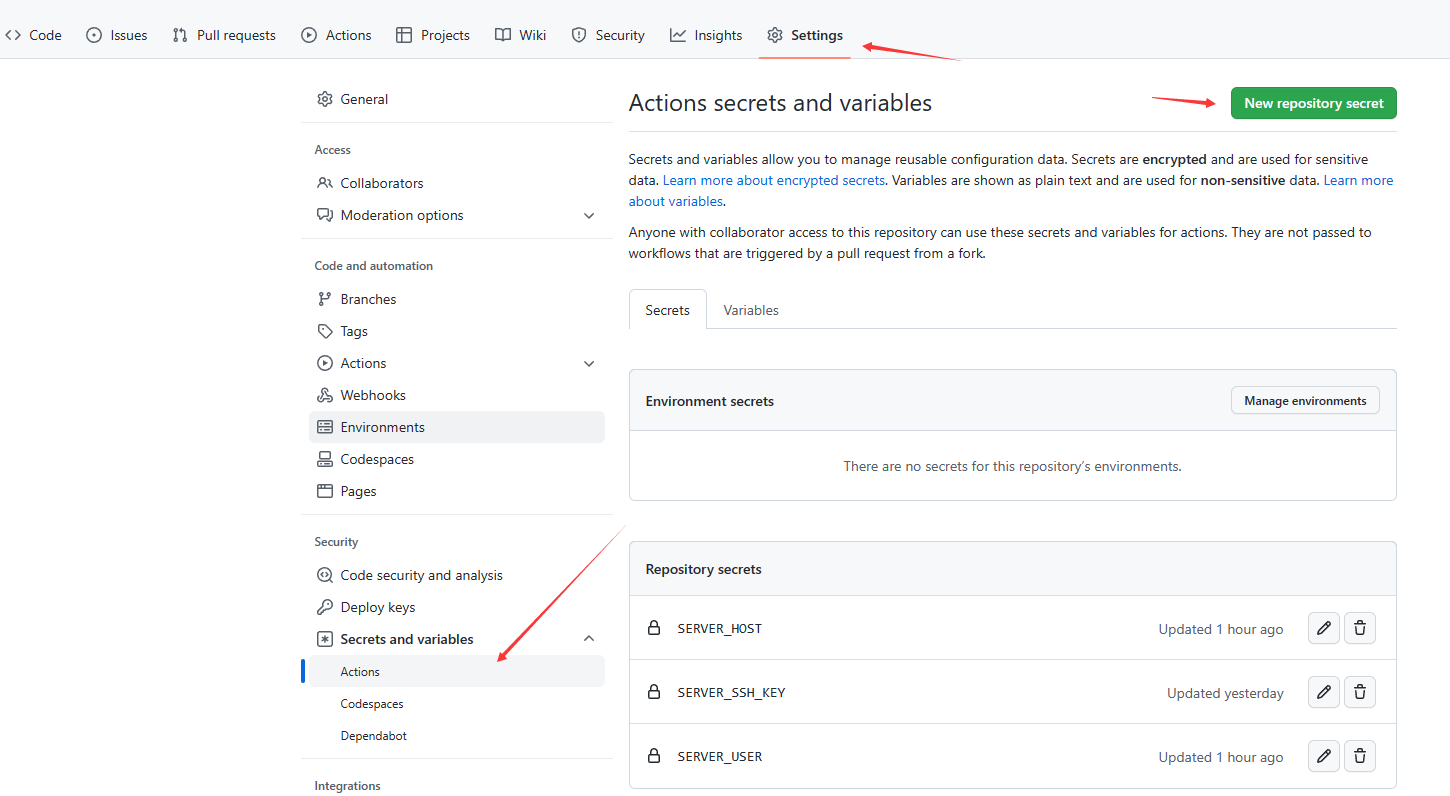 Code Issues Pull requests Actions Projects Wiki Security Insights Settings
General
Access
Collaborators
Moderation options
Code and automation
Branches
Tags
Actions
Webhooks
Environments
Codespaces
Pages
Security
Code security and analysis
Deploy keys
Secrets and variables
Actions
Codespaces
Dependabot
Integrations
Actions secrets and variables
New repository secret
Secrets and variables allow you to manage reusable configuration data. Secrets are encrypted and are used for sensitive
data. Learn more about encrypted secrets. Variables are shown as plain text and are used for non-sensitive data. Learn more
about variables.
Anyone with collaborator access to this repository can use these secrets and variables for actions. They are not passed to
workflows that are triggered by a pull request from a fork.
Secrets Variables
Environment secrets
Manage environments
There are no secrets for this repository’s environments.
Repository secrets
SERVER_HOST Updated 1 hour ago
SERVER_SSH_KEY Updated yesterday
SERVER_USER Updated 1 hour ago